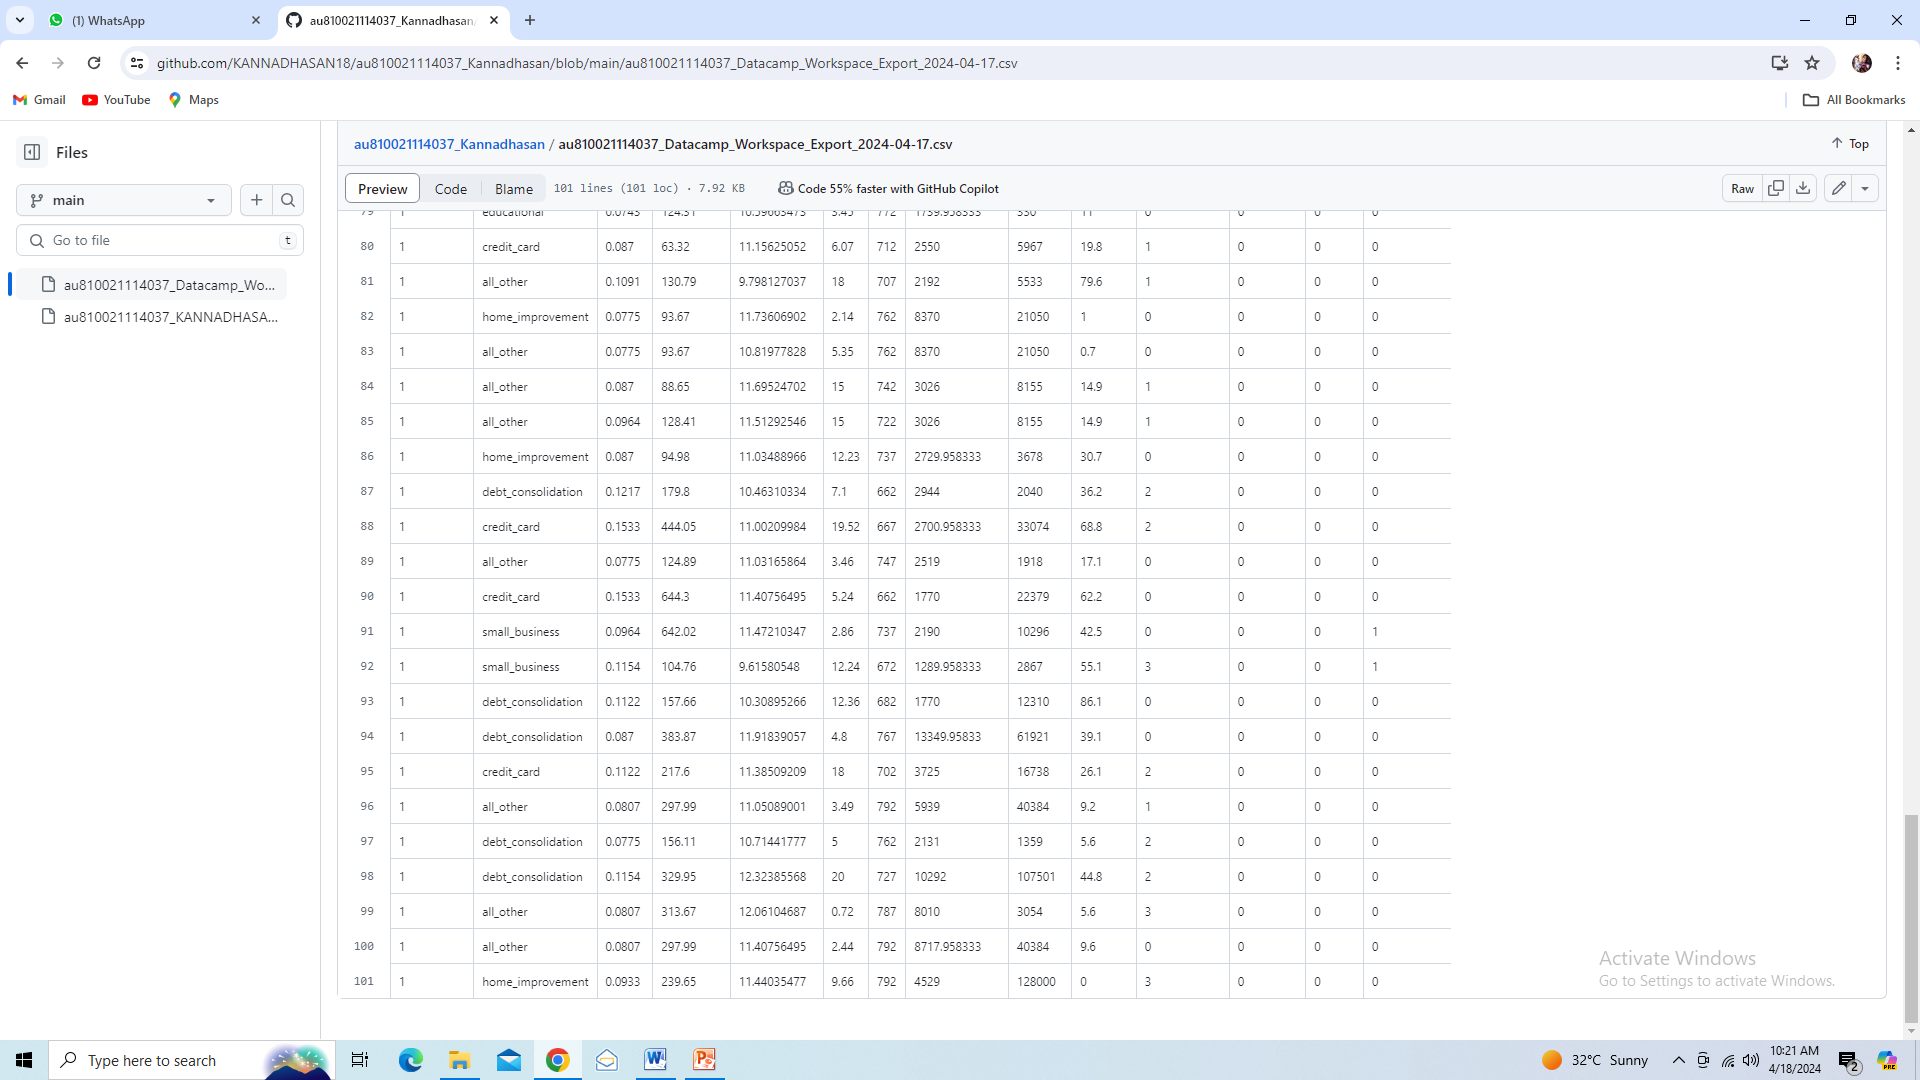 (1) WhatsApp
au810021114037_Kannadhasan
github.com/KANNADHASAN18/au810021114037_Kannadhasan/blob/main/au810021114037_Datacamp_Workspace_Export_2024-04-17.csv
Gmail YouTube Maps All Bookmarks
Files
main
Go to file t
au810021114037_Datacamp_Wo...
au810021114037_KANNADHASA...
au810021114037_Kannadhasan / au810021114037_Datacamp_Workspace_Export_2024-04-17.csv Top
Preview Code Blame 101 lines (101 loc) · 7.92 KB Code 55% faster with GitHub Copilot Raw
79 1 educational 0.0743 124.31 10.59663473 3.45 772 1739.958333 330 11 0 0 0 0
80 1 credit_card 0.087 63.32 11.15625052 6.07 712 2550 5967 19.8 1 0 0 0
81 1 all_other 0.1091 130.79 9.798127037 18 707 2192 5533 79.6 1 0 0 0
82 1 home_improvement 0.0775 93.67 11.73606902 2.14 762 8370 21050 1 0 0 0 0
83 1 all_other 0.0775 93.67 10.81977828 5.35 762 8370 21050 0.7 0 0 0 0
84 1 all_other 0.087 88.65 11.69524702 15 742 3026 8155 14.9 1 0 0 0
85 1 all_other 0.0964 128.41 11.51292546 15 722 3026 8155 14.9 1 0 0 0
86 1 home_improvement 0.087 94.98 11.03488966 12.23 737 2729.958333 3678 30.7 0 0 0 0
87 1 debt_consolidation 0.1217 179.8 10.46310334 7.1 662 2944 2040 36.2 2 0 0 0
88 1 credit_card 0.1533 444.05 11.00209984 19.52 667 2700.958333 33074 68.8 2 0 0 0
89 1 all_other 0.0775 124.89 11.03165864 3.46 747 2519 1918 17.1 0 0 0 0
90 1 credit_card 0.1533 644.3 11.40756495 5.24 662 1770 22379 62.2 0 0 0 0
91 1 small_business 0.0964 642.02 11.47210347 2.86 737 2190 10296 42.5 0 0 0 1
92 1 small_business 0.1154 104.76 9.61580548 12.24 672 1289.958333 2867 55.1 3 0 0 1
93 1 debt_consolidation 0.1122 157.66 10.30895266 12.36 682 1770 12310 86.1 0 0 0 0
94 1 debt_consolidation 0.087 383.87 11.91839057 4.8 767 13349.95833 61921 39.1 0 0 0 0
95 1 credit_card 0.1122 217.6 11.38509209 18 702 3725 16738 26.1 2 0 0 0
96 1 all_other 0.0807 297.99 11.05089001 3.49 792 5939 40384 9.2 1 0 0 0
97 1 debt_consolidation 0.0775 156.11 10.71441777 5 762 2131 1359 5.6 2 0 0 0
98 1 debt_consolidation 0.1154 329.95 12.32385568 20 727 10292 107501 44.8 2 0 0 0
99 1 all_other 0.0807 313.67 12.06104687 0.72 787 8010 3054 5.6 3 0 0 0
100 1 all_other 0.0807 297.99 11.40756495 2.44 792 8717.958333 40384 9.6 0 0 0 0
101 1 home_improvement 0.0933 239.65 11.44035477 9.66 792 4529 128000 0 3 0 0 0
Activate Windows
Go to Settings to activate Windows.
Type here to search
32°C Sunny
10:21 AM
4/18/2024
2
PRE